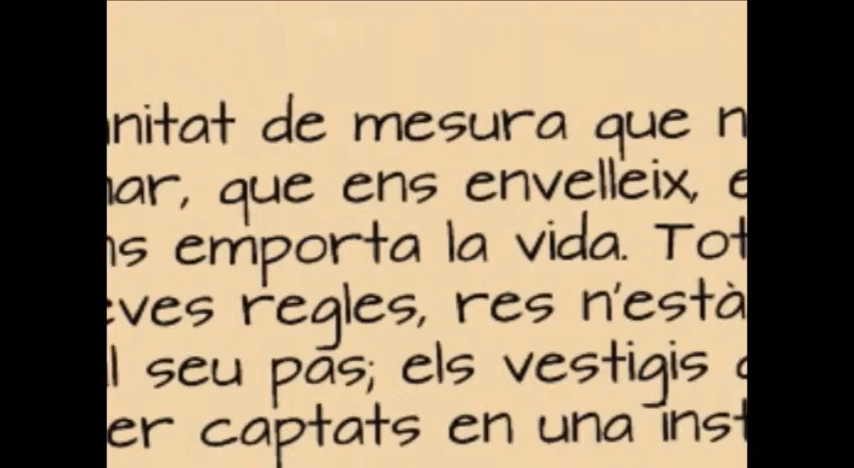 nitat de mesura que n
ar, que ens envelleix, e
s emporta la vida. Tot
ves regles, res n'està
l seu pas; els vestigis
er captats en una inst